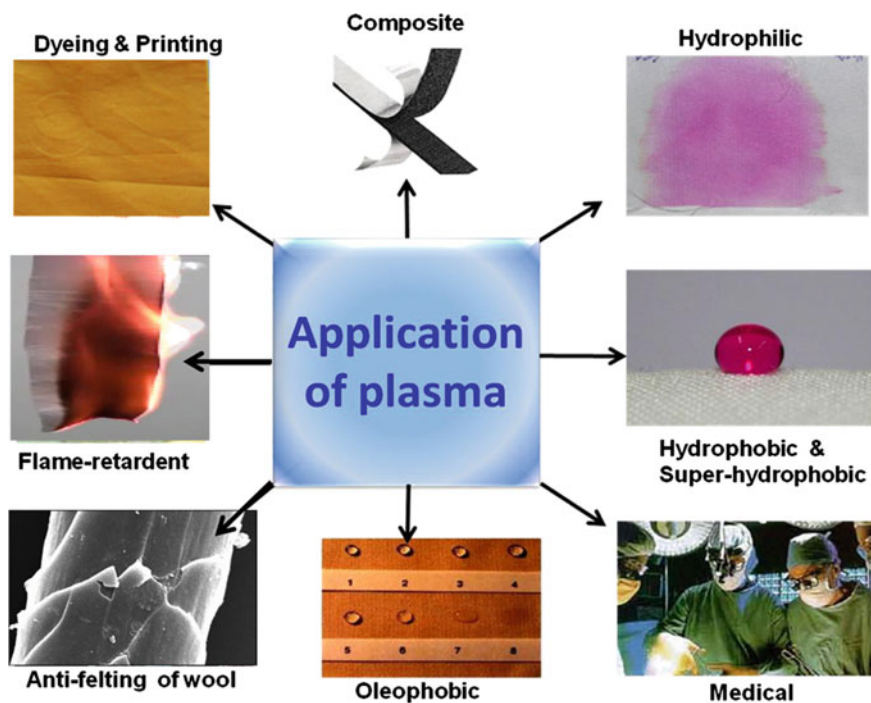 Dyeing & Printing
Composite
Hydrophilic
Application
of plasma
Flame-retardent
Hydrophobic &
Super-hydrophobic
Anti-felting of wool
1 2 3 4
5 6 7 8
Oleophobic
Medical